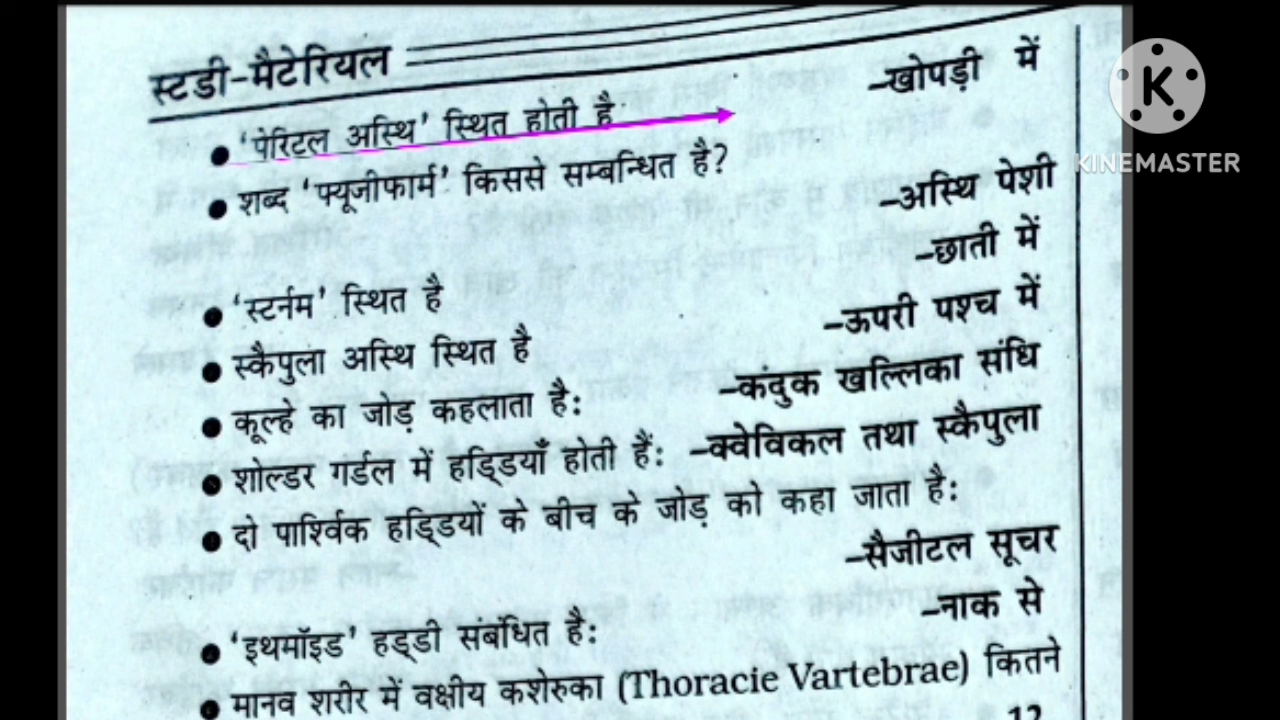 स्टडी-मैटेरियल
-खोपड़ी में
• 'पेरिटल अस्थि' स्थित होती है
• शब्द 'फ्यूजीफार्म' किससे सम्बन्धित है?
-अस्थि पेशी
-छाती में
• 'स्टर्नम' स्थित है
-ऊपरी पश्च में
• स्कैपुला अस्थि स्थित है
-कंदुक खल्लिका संधि
• कूल्हे का जोड़ कहलाता है:
• शोल्डर गर्डल में हड्डियाँ होती हैं: -क्वेविकल तथा स्कैपुला
• दो पार्श्विक हड्डियों के बीच के जोड़ को कहा जाता है:
-सैजीटल सूचर
-नाक से
• 'इथमॉइड' हड्डी संबंधित है:
• मानव शरीर में वक्षीय कशेरुका (Thoracie Vartebrae) कितने
12
K
KINEMASTER